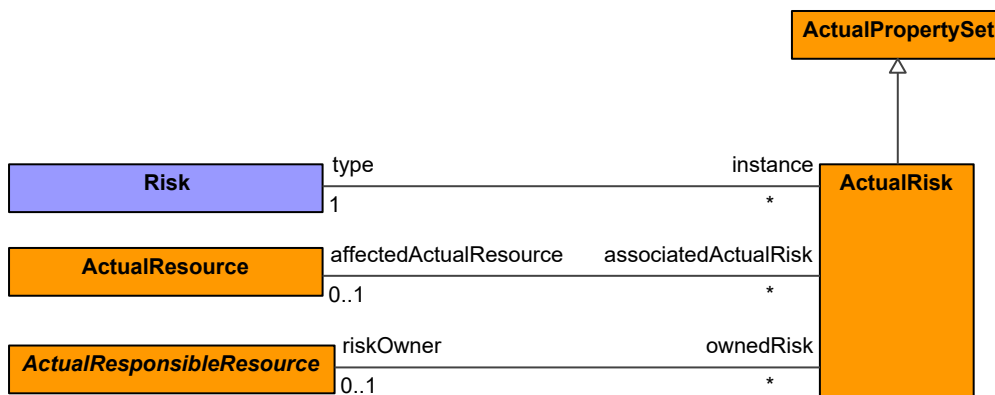 ActualPropertySet
type
instance
Risk
ActualRisk
1
*
affectedActualResource
associatedActualRisk
ActualResource
0..1
*
riskOwner
ownedRisk
ActualResponsibleResource
0..1
*